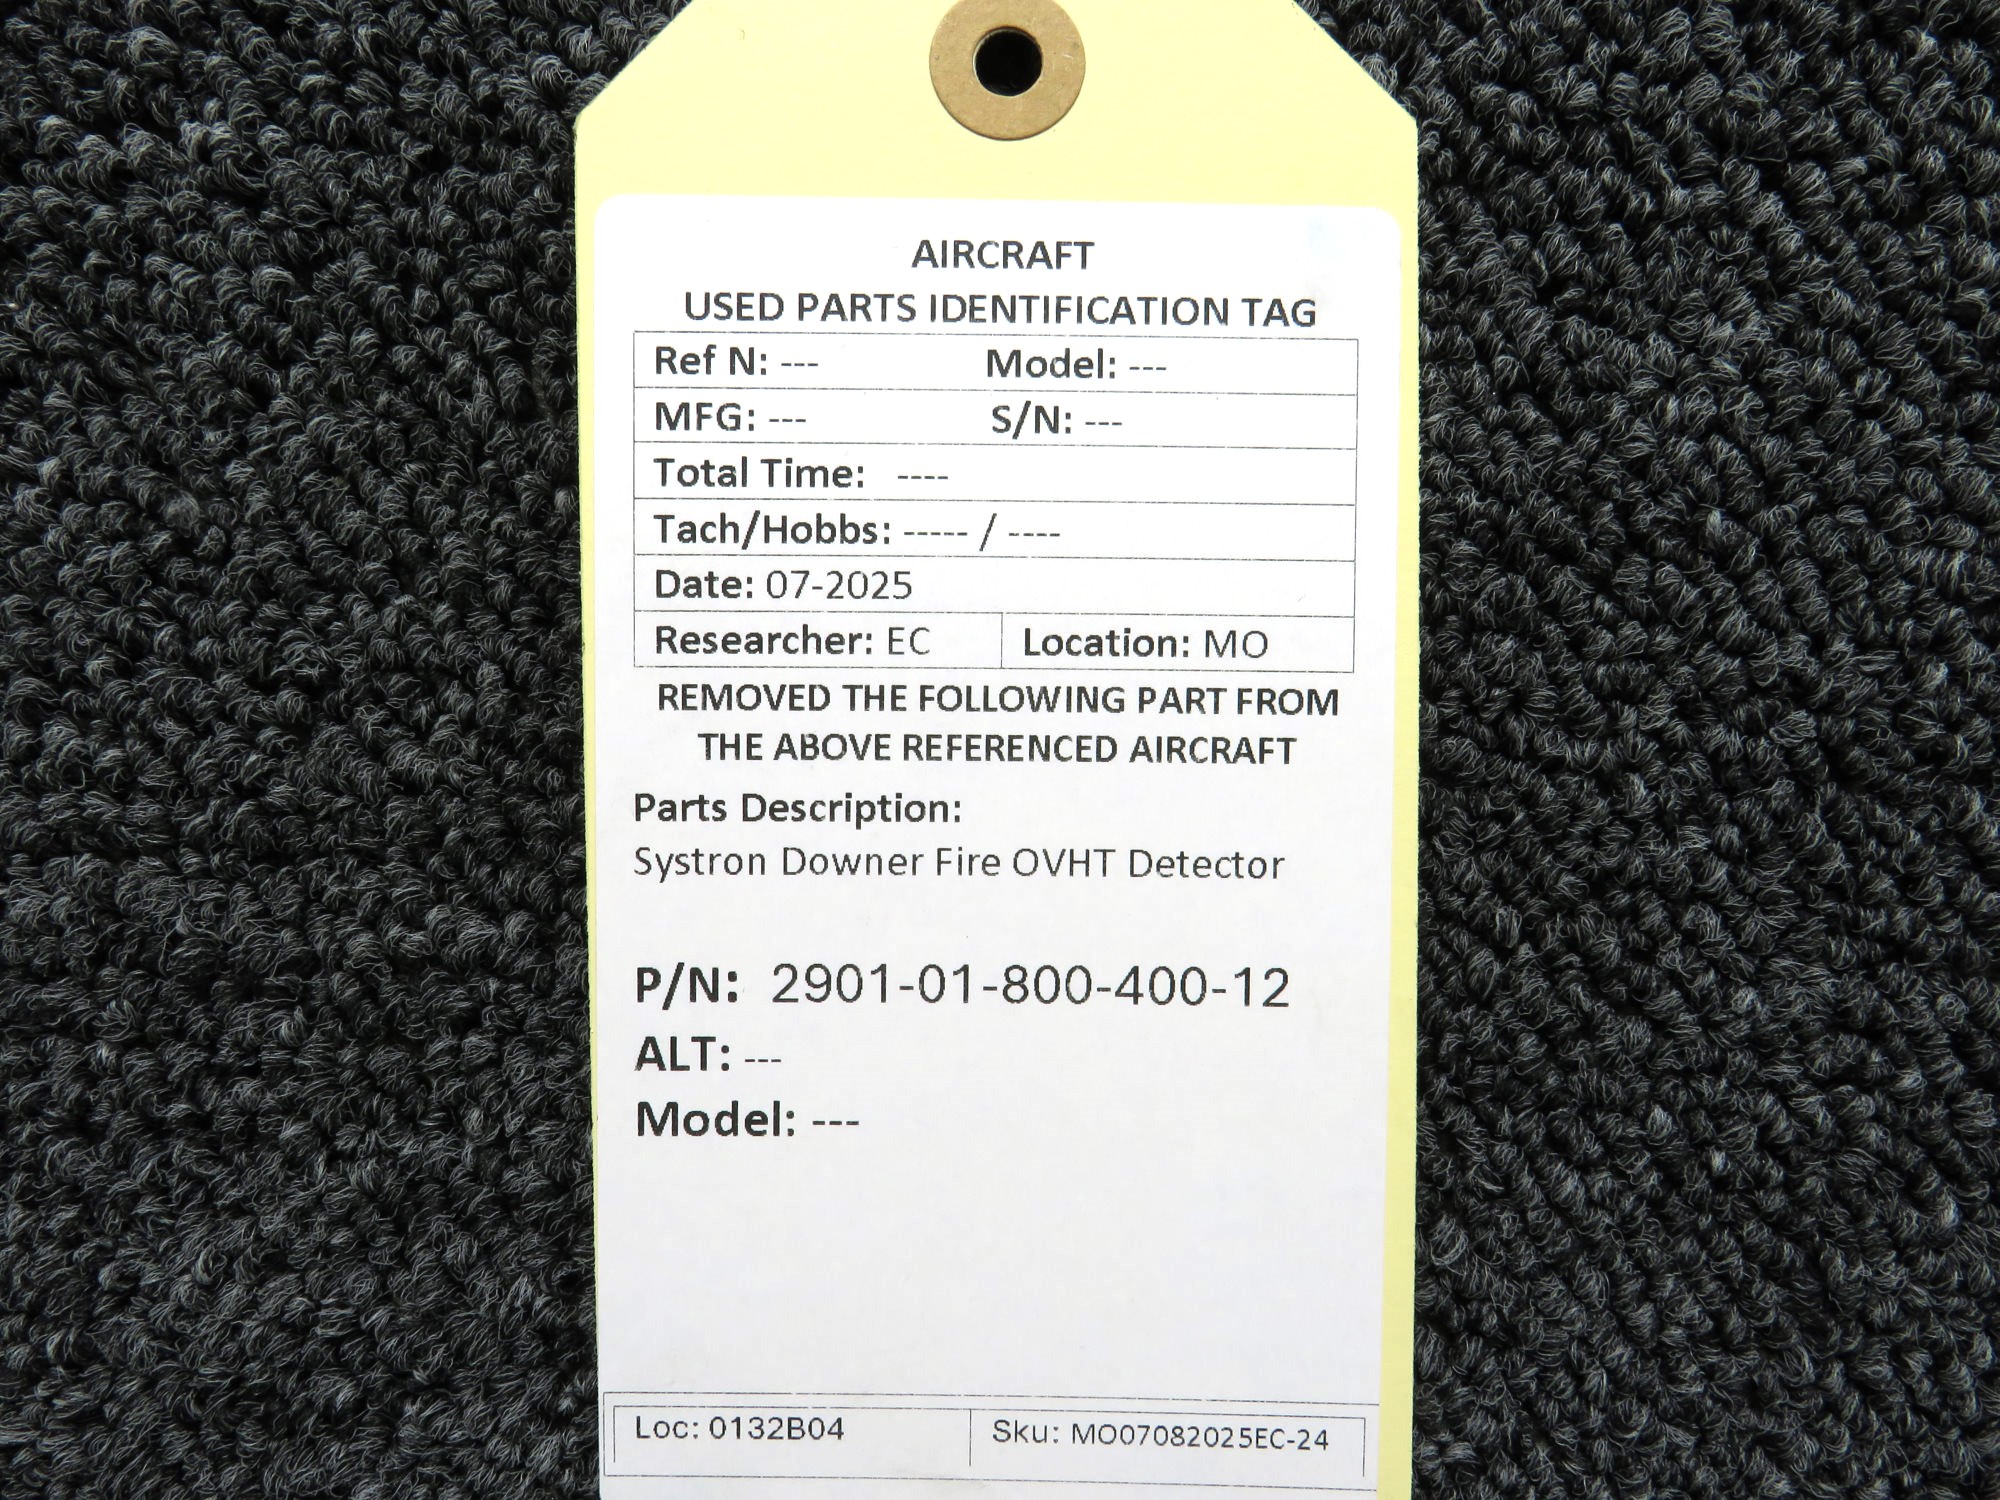 AIRCRAFT
USED PARTS IDENTIFICATION TAG
Ref N: --- Model: ---
MFG: --- S/N: ---
Total Time: ----
Tach/Hobbs: ----- / ----
Date: 07-2025
Researcher: EC Location: MO
REMOVED THE FOLLOWING PART FROM
THE ABOVE REFERENCED AIRCRAFT
Parts Description:
Systron Downer Fire OVHT Detector
P/N: 2901-01-800-400-12
ALT: ---
Model: ---
Loc: 0132B04 Sku: MO07082025EC-24